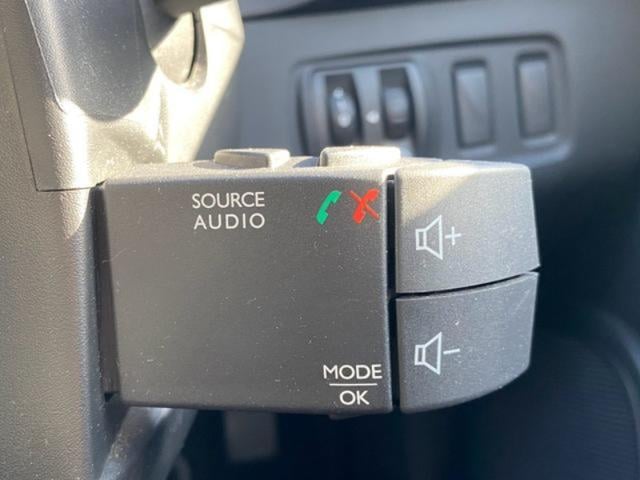 SOURCE
AUDIO
+
-
MODE
OK